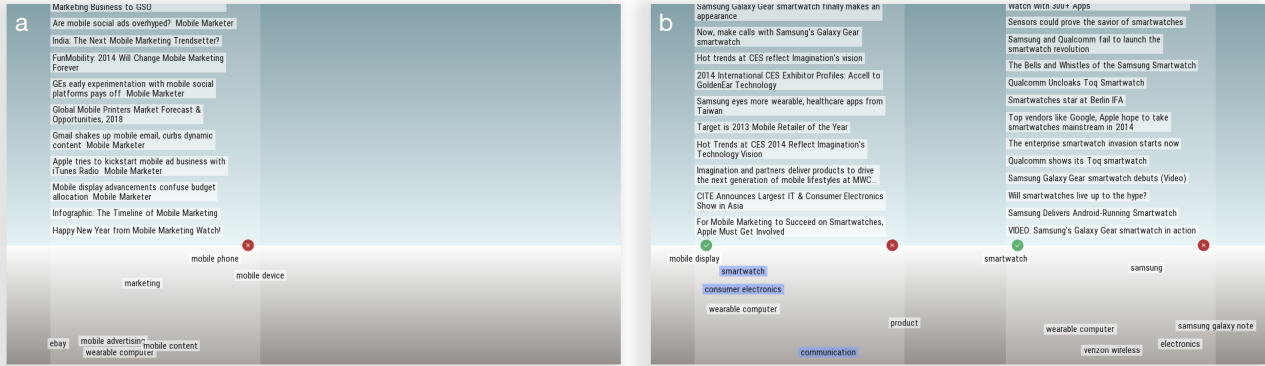 a
Marketing Business to GSO
Are mobile social ads overhyped? Mobile Marketer
India: The Next Mobile Marketing Trendsetter?
FunMobility: 2014 Will Change Mobile Marketing
Forever
GEs early experimentation with mobile social
platforms pays off Mobile Marketer
Global Mobile Printers Market Forecast &
Opportunities, 2018
Gmail shakes up mobile email, curbs dynamic
content Mobile Marketer
Apple tries to kickstart mobile ad business with
iTunes Radio Mobile Marketer
Mobile display advancements confuse budget
allocation Mobile Marketer
Infographic: The Timeline of Mobile Marketing
Happy New Year from Mobile Marketing Watch!
mobile phone
mobile device
marketing
ebay
mobile advertising
mobile content
wearable computer
b
Samsung Galaxy Gear smartwatch finally makes an
appearance
Now, make calls with Samsung's Galaxy Gear
smartwatch
Hot trends at CES reflect Imagination's vision
2014 International CES Exhibitor Profiles: Accell to
GoldenEar Technology
Samsung eyes more wearable, healthcare apps from
Taiwan
Target is 2013 Mobile Retailer of the Year
Hot Trends at CES 2014 Reflect Imagination's
Technology Vision
Imagination and partners deliver products to drive
the next generation of mobile lifestyles at MWC...
CITE Announces Largest IT & Consumer Electronics
Show in Asia
For Mobile Marketing to Succeed on Smartwatches,
Apple Must Get Involved
mobile display
smartwatch
consumer electronics
wearable computer
product
communication
Watch With 300+ Apps
Sensors could prove the savior of smartwatches
Samsung and Qualcomm fail to launch the
smartwatch revolution
The Bells and Whistles of the Samsung Smartwatch
Qualcomm Uncloaks Toq Smartwatch
Smartwatches star at Berlin IFA
Top vendors like Google, Apple hope to take
smartwatches mainstream in 2014
The enterprise smartwatch invasion starts now
Qualcomm shows its Toq smartwatch
Samsung Galaxy Gear smartwatch debuts (Video)
Will smartwatches live up to the hype?
Samsung Delivers Android-Running Smartwatch
VIDEO: Samsung's Galaxy Gear smartwatch in action
smartwatch
samsung
wearable computer
samsung galaxy note
electronics
verizon wireless